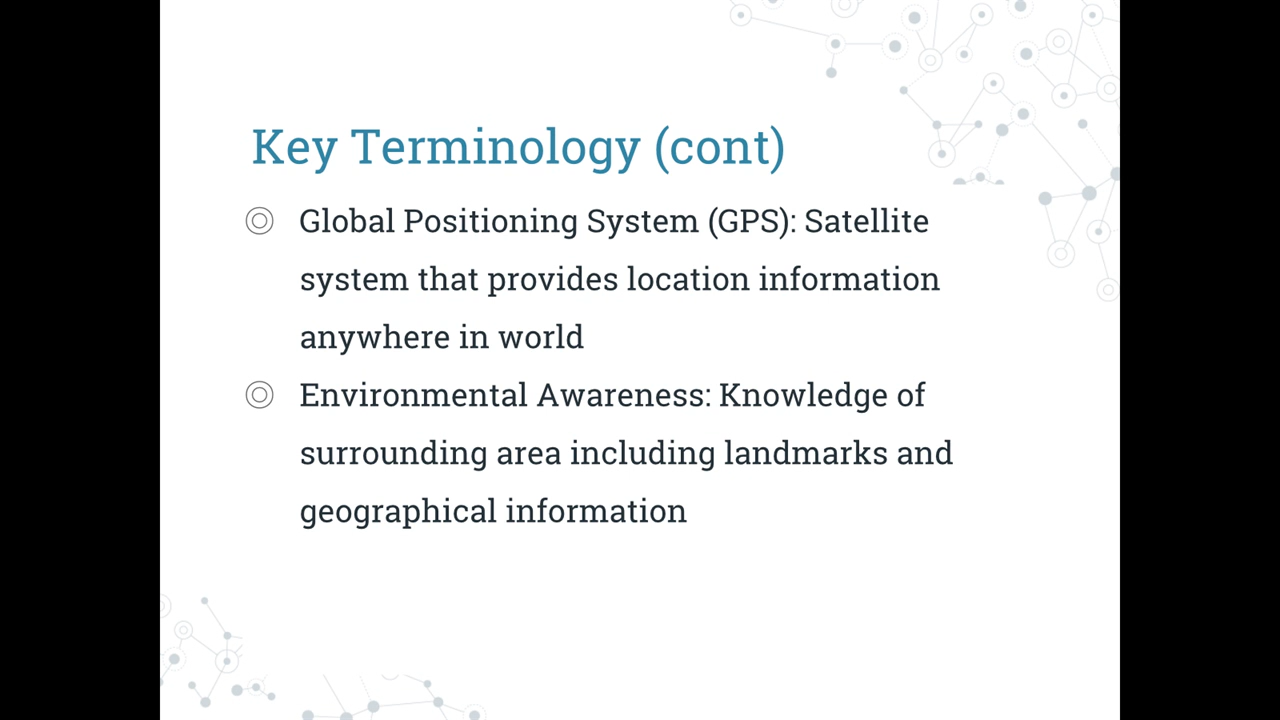 Key Terminology (cont)
Global Positioning System (GPS): Satellite
system that provides location information
anywhere in world
Environmental Awareness: Knowledge of
surrounding area including landmarks and
geographical information